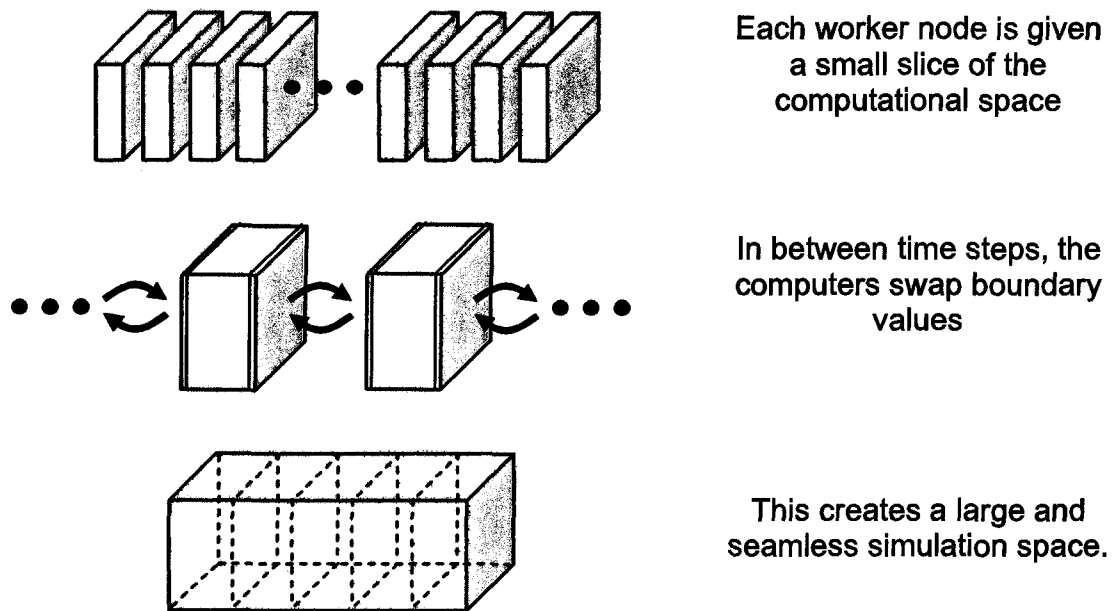 Each worker node is given
a small slice of the
computational space
In between time steps, the
computers swap boundary
values
This creates a large and
seamless simulation space.